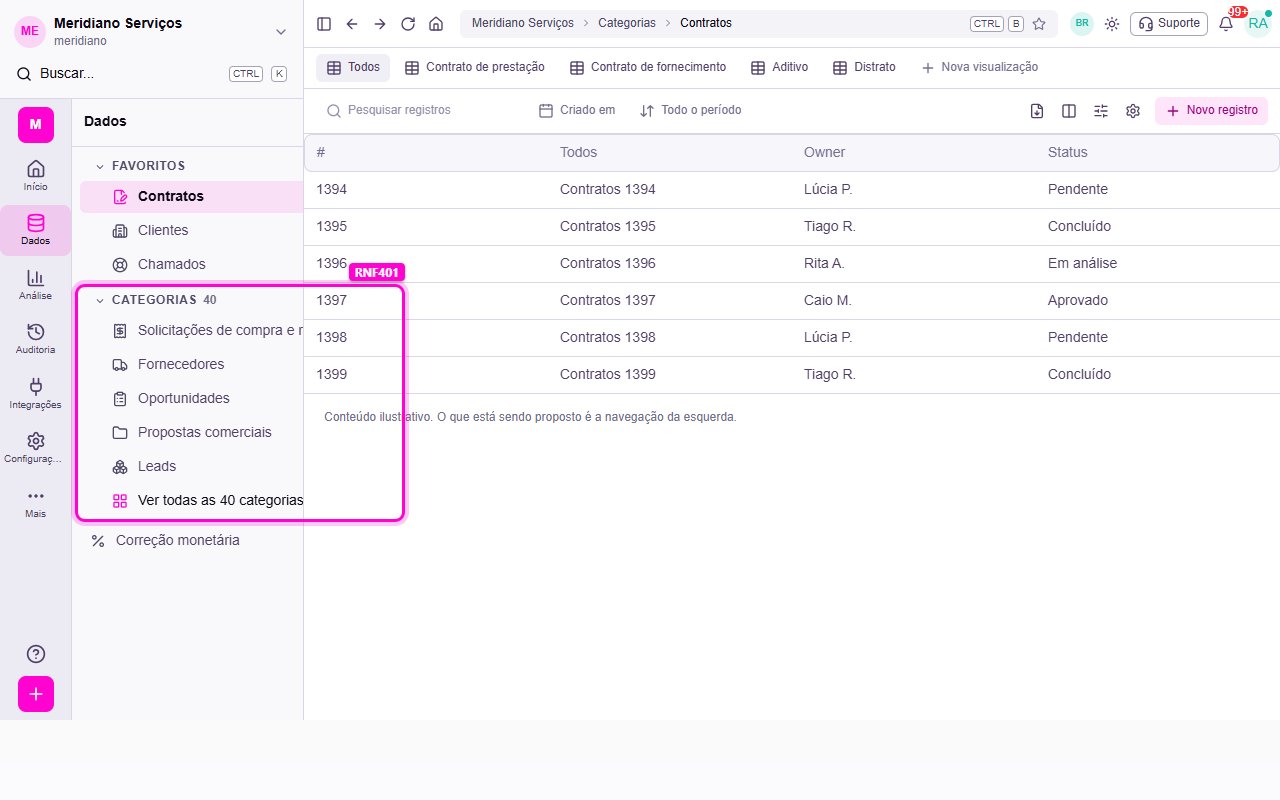 ME
Meridiano Serviços
meridiano
Buscar...
CTRL K
M
Início
Dados
Análise
Auditoria
Integrações
Configuraç...
Mais
Dados
FAVORITOS
Contratos
Clientes
Chamados
RNF401
CATEGORIAS 40
Solicitações de compra e r
Fornecedores
Oportunidades
Propostas comerciais
Leads
Ver todas as 40 categorias
Correção monetária
Meridiano Serviços > Categorias > Contratos
CTRL B
BR
Suporte
99+
RA
Todos
Contrato de prestação
Contrato de fornecimento
Aditivo
Distrato
Nova visualização
Pesquisar registros
Criado em
Todo o período
Novo registro
# Todos Owner Status
1394 Contratos 1394 Lúcia P. Pendente
1395 Contratos 1395 Tiago R. Concluído
1396 Contratos 1396 Rita A. Em análise
1397 Contratos 1397 Caio M. Aprovado
1398 Contratos 1398 Lúcia P. Pendente
1399 Contratos 1399 Tiago R. Concluído
Conteúdo ilustrativo. O que está sendo proposto é a navegação da esquerda.